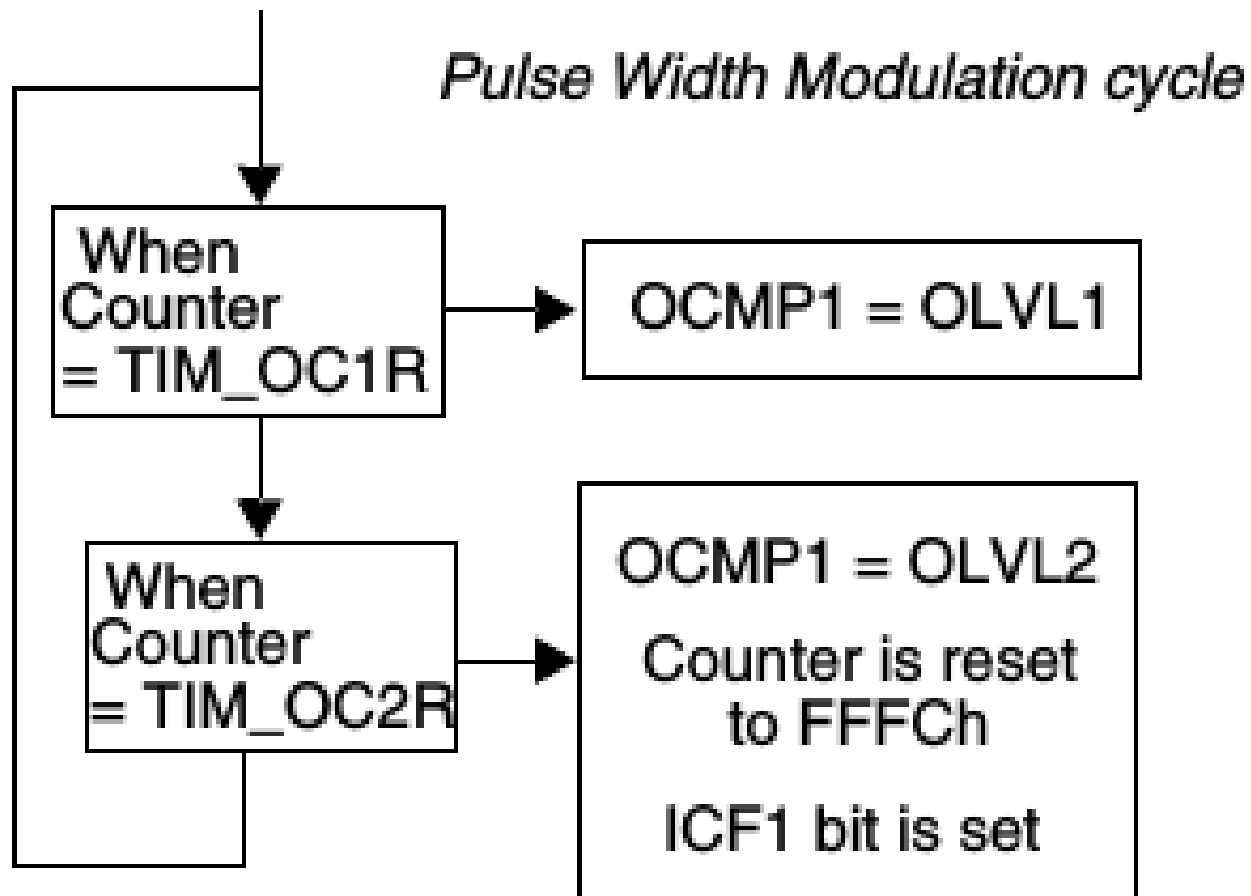 Pulse Width Modulation cycle
When
Counter
= TIM_OC1R
OCMP1 = OLVL1
When
Counter
= TIM_OC2R
OCMP1 = OLVL2
Counter is reset
to FFFCh
ICF1 bit is set